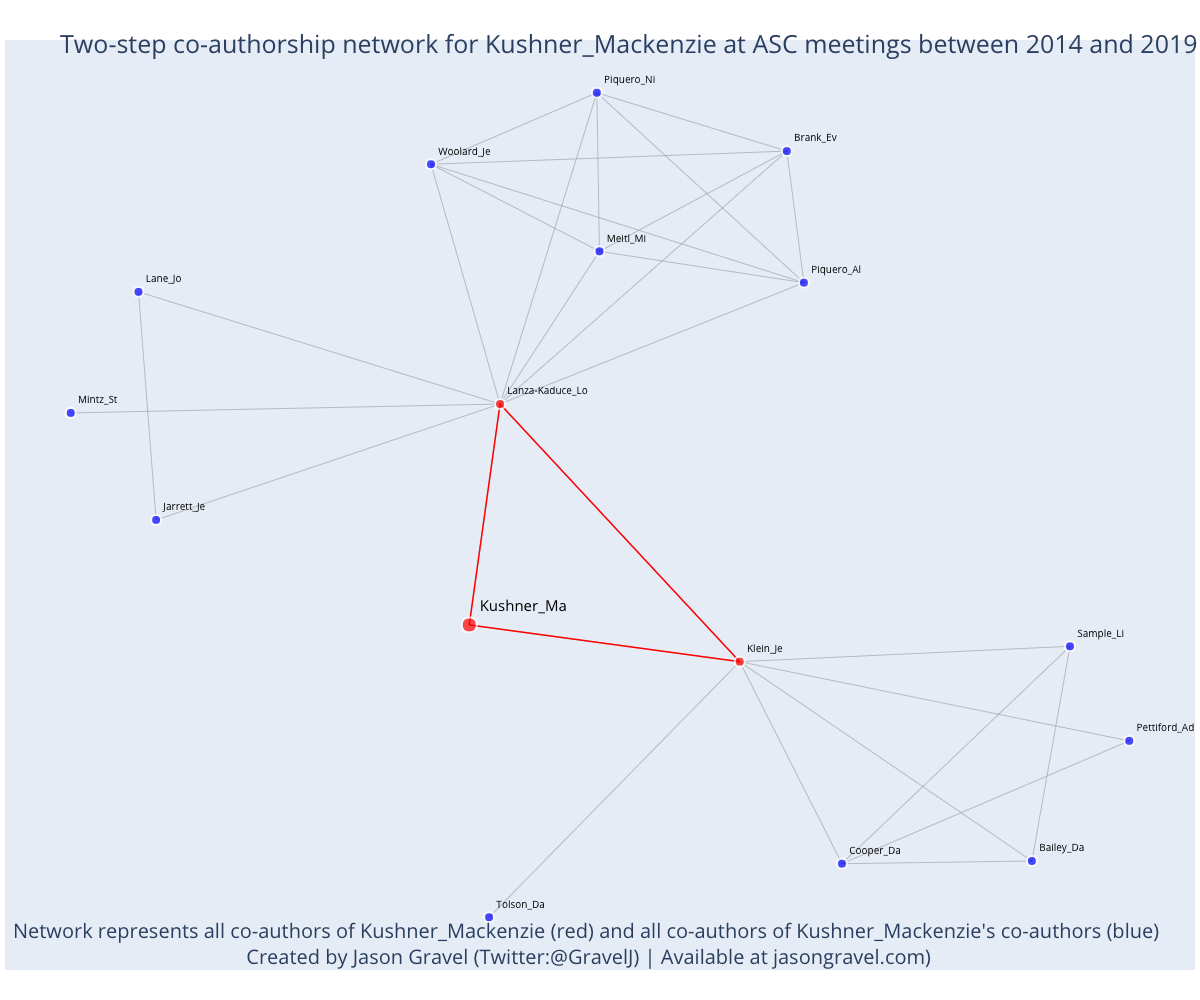 Two-step co-authorship network for Kushner_Mackenzie at ASC meetings between 2014 and 2019
Piquero_Ni
Brank_Ev
Woolard_Je
Meitl_Mi
Piquero_Al
Lane_Jo
Lanza-Kaduce_Lo
Mintz_St
Jarrett_Je
Kushner_Ma
Sample_Li
Klein_Je
Pettiford_Ad
Bailey_Da
Cooper_Da
Tolson_Da
Network represents all co-authors of Kushner_Mackenzie (red) and all co-authors of Kushner_Mackenzie's co-authors (blue)
Created by Jason Gravel (Twitter:@GravelJ) | Available at jasongravel.com)